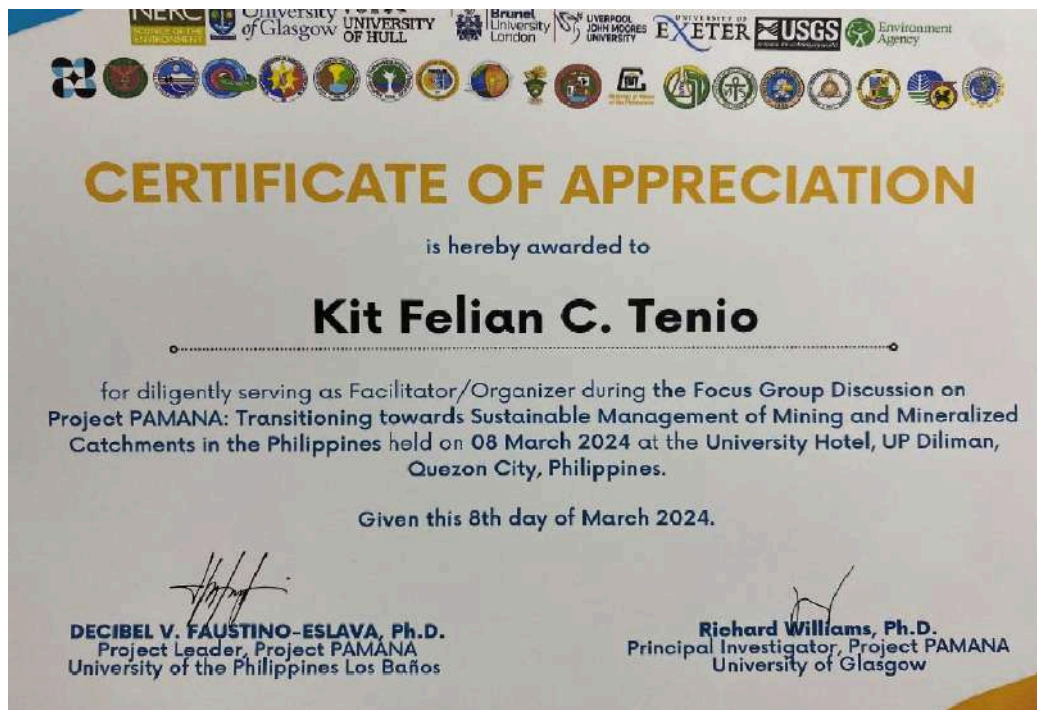 NERC
SCIENCE OF THE
ENVIRONMENT
University
of Glasgow
UNIVERSITY
OF HULL
Brunel
University
London
LIVERPOOL
JOHN MOORES
UNIVERSITY
UNIVERSITY OF
EXETER
USGS
Environment
Agency
CERTIFICATE OF APPRECIATION
is hereby awarded to
Kit Felian C. Tenio
for diligently serving as Facilitator/Organizer during the Focus Group Discussion on
Project PAMANA: Transitioning towards Sustainable Management of Mining and Mineralized
Catchments in the Philippines held on 08 March 2024 at the University Hotel, UP Diliman,
Quezon City, Philippines.
Given this 8th day of March 2024.
DECIBEL V. FAUSTINO-ESLAVA, Ph.D.
Project Leader, Project PAMANA
University of the Philippines Los Baños
Richard Williams, Ph.D.
Principal Investigator, Project PAMANA
University of Glasgow